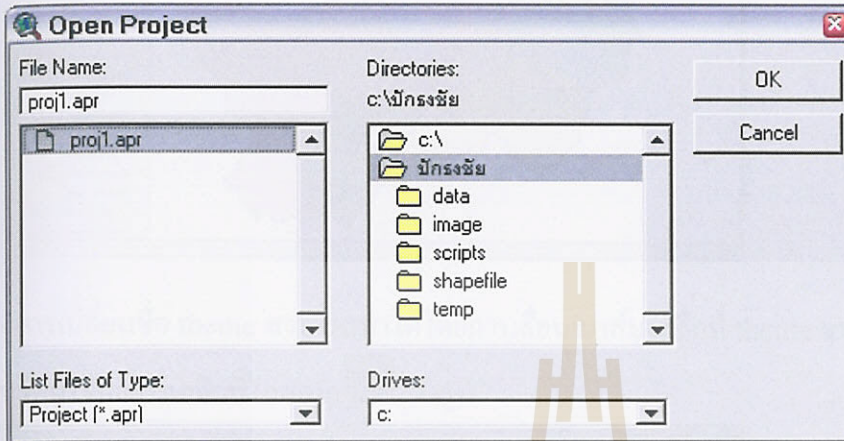 Open Project
File Name:
proj1.apr
proj1.apr
List Files of Type:
Project (*.apr)
Directories:
c:\ปักธงชัย
c:\
ปักธงชัย
data
image
scripts
shapefile
temp
Drives:
c:
OK
Cancel